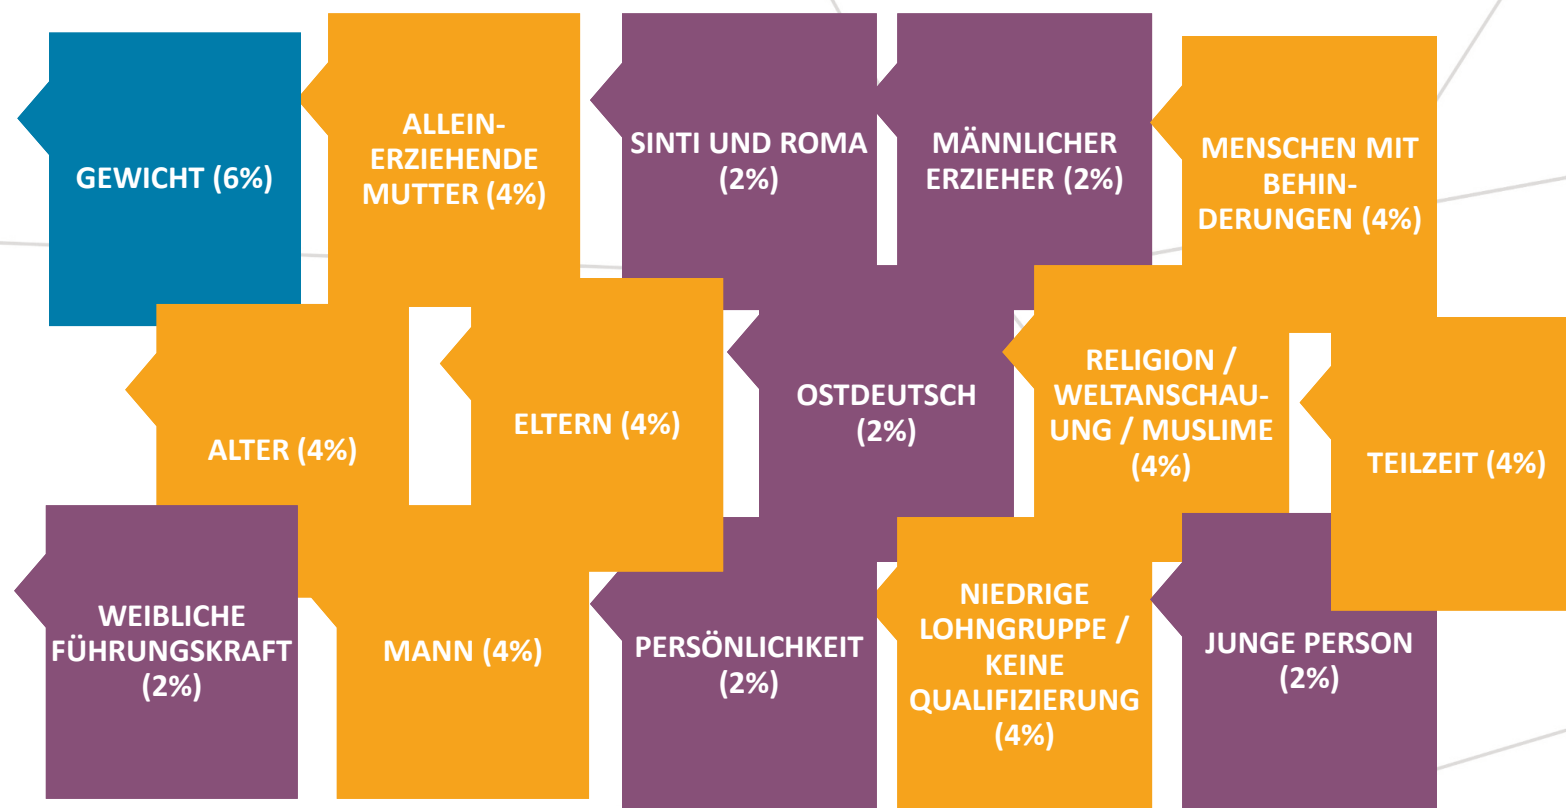 GEWICHT (6%)
ALLEIN-
ERZIEHENDE
MUTTER (4%)
SINTI UND ROMA
(2%)
MÄNNLICHER
ERZIEHER (2%)
MENSCHEN MIT
BEHIN-
DERUNGEN (4%)
ALTER (4%)
ELTERN (4%)
OSTDEUTSCH
(2%)
RELIGION /
WELTANSCHAU-
UNG / MUSLIME
(4%)
TEILZEIT (4%)
WEIBLICHE
FÜHRUNGSKRAFT
(2%)
MANN (4%)
PERSÖNLICHKEIT
(2%)
NIEDRIGE
LOHNGRUPPE /
KEINE
QUALIFIZIERUNG
(4%)
JUNGE PERSON
(2%)